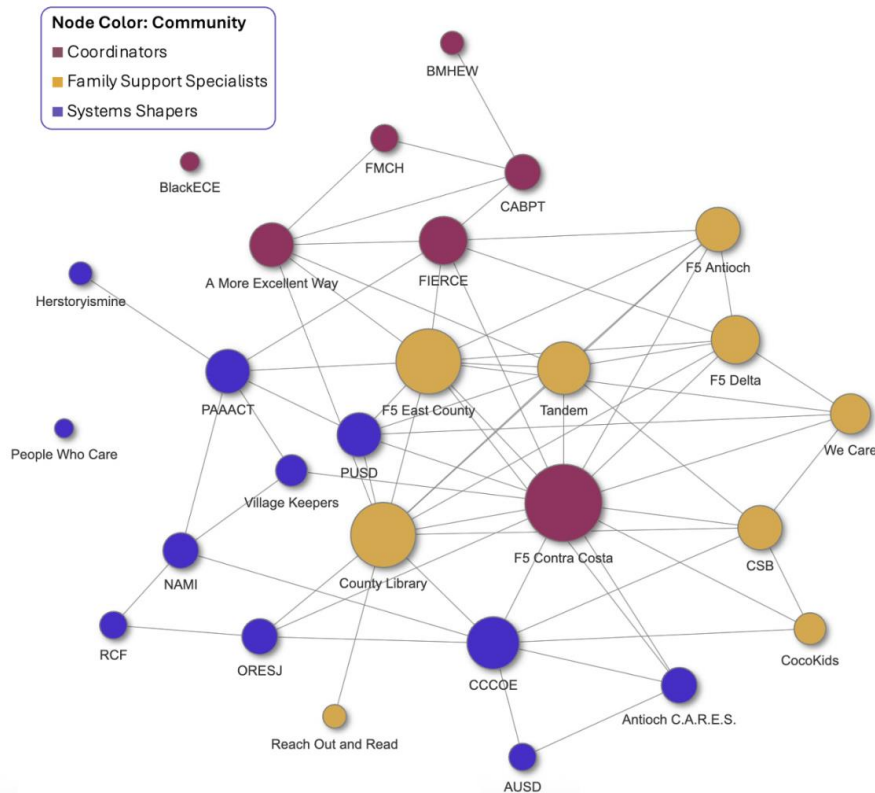 Node Color: Community
Coordinators
Family Support Specialists
Systems Shapers
BMHEW
FMCH
BlackECE
CABPT
F5 Antioch
A More Excellent Way
FIERCE
Herstoryismine
F5 Delta
PAAACT
F5 East County
Tandem
People Who Care
We Care
PUSD
Village Keepers
F5 Contra Costa
CSB
County Library
NAMI
RCF
ORESJ
CocoKids
CCCOE
Antioch C.A.R.E.S.
Reach Out and Read
AUSD